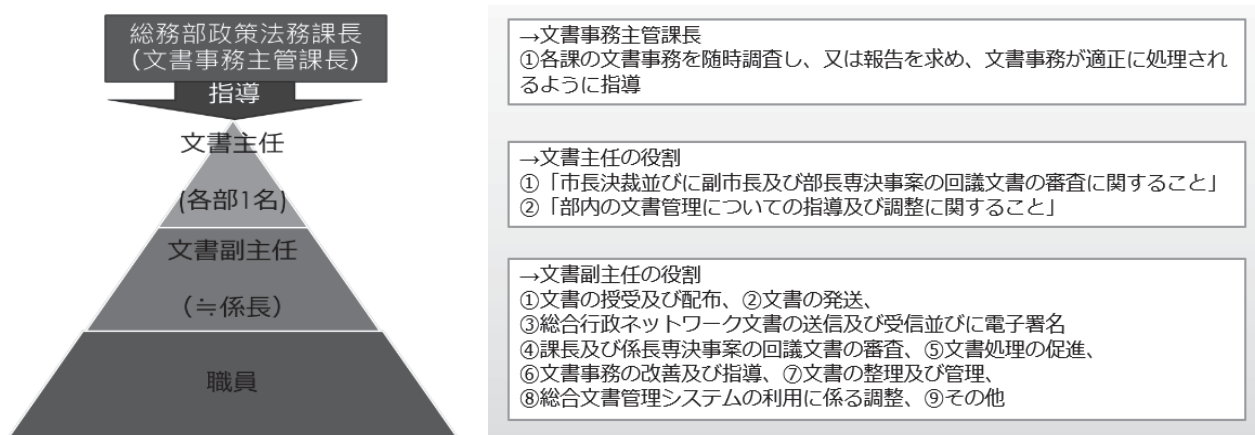 総務部政策法務課長
(文書事務主管課長)
指導
文書主任
(各部1名)
文書副主任
(≒係長)
職員
→文書事務主管課長
①各課の文書事務を随時調査し、又は報告を求め、文書事務が適正に処理され
るように指導
→文書主任の役割
①「市長決裁並びに副市長及び部長専決事案の回議文書の審査に関すること」
②「部内の文書管理についての指導及び調整に関すること」
→文書副主任の役割
①文書の授受及び配布、②文書の発送、
③総合行政ネットワーク文書の送信及び受信並びに電子署名
④課長及び係長専決事案の回議文書の審査、⑤文書処理の促進、
⑥文書事務の改善及び指導、⑦文書の整理及び管理、
⑧総合文書管理システムの利用に係る調整、⑨その他